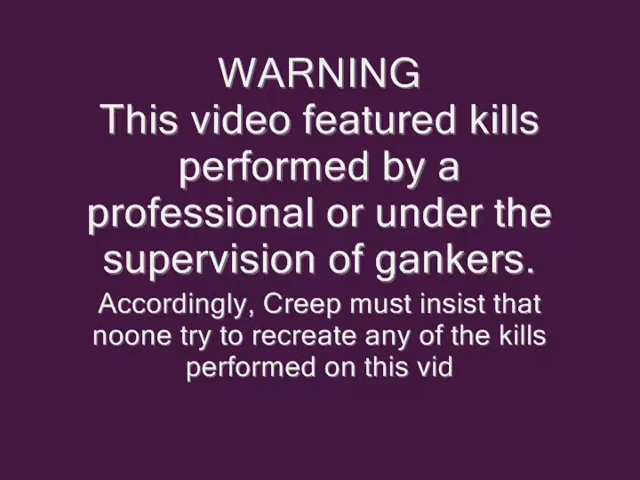 WARNING
This video featured kills
performed by a
professional or under the
supervision of gankers.
Accordingly, Creep must insist that
noone try to recreate any of the kills
performed on this vid